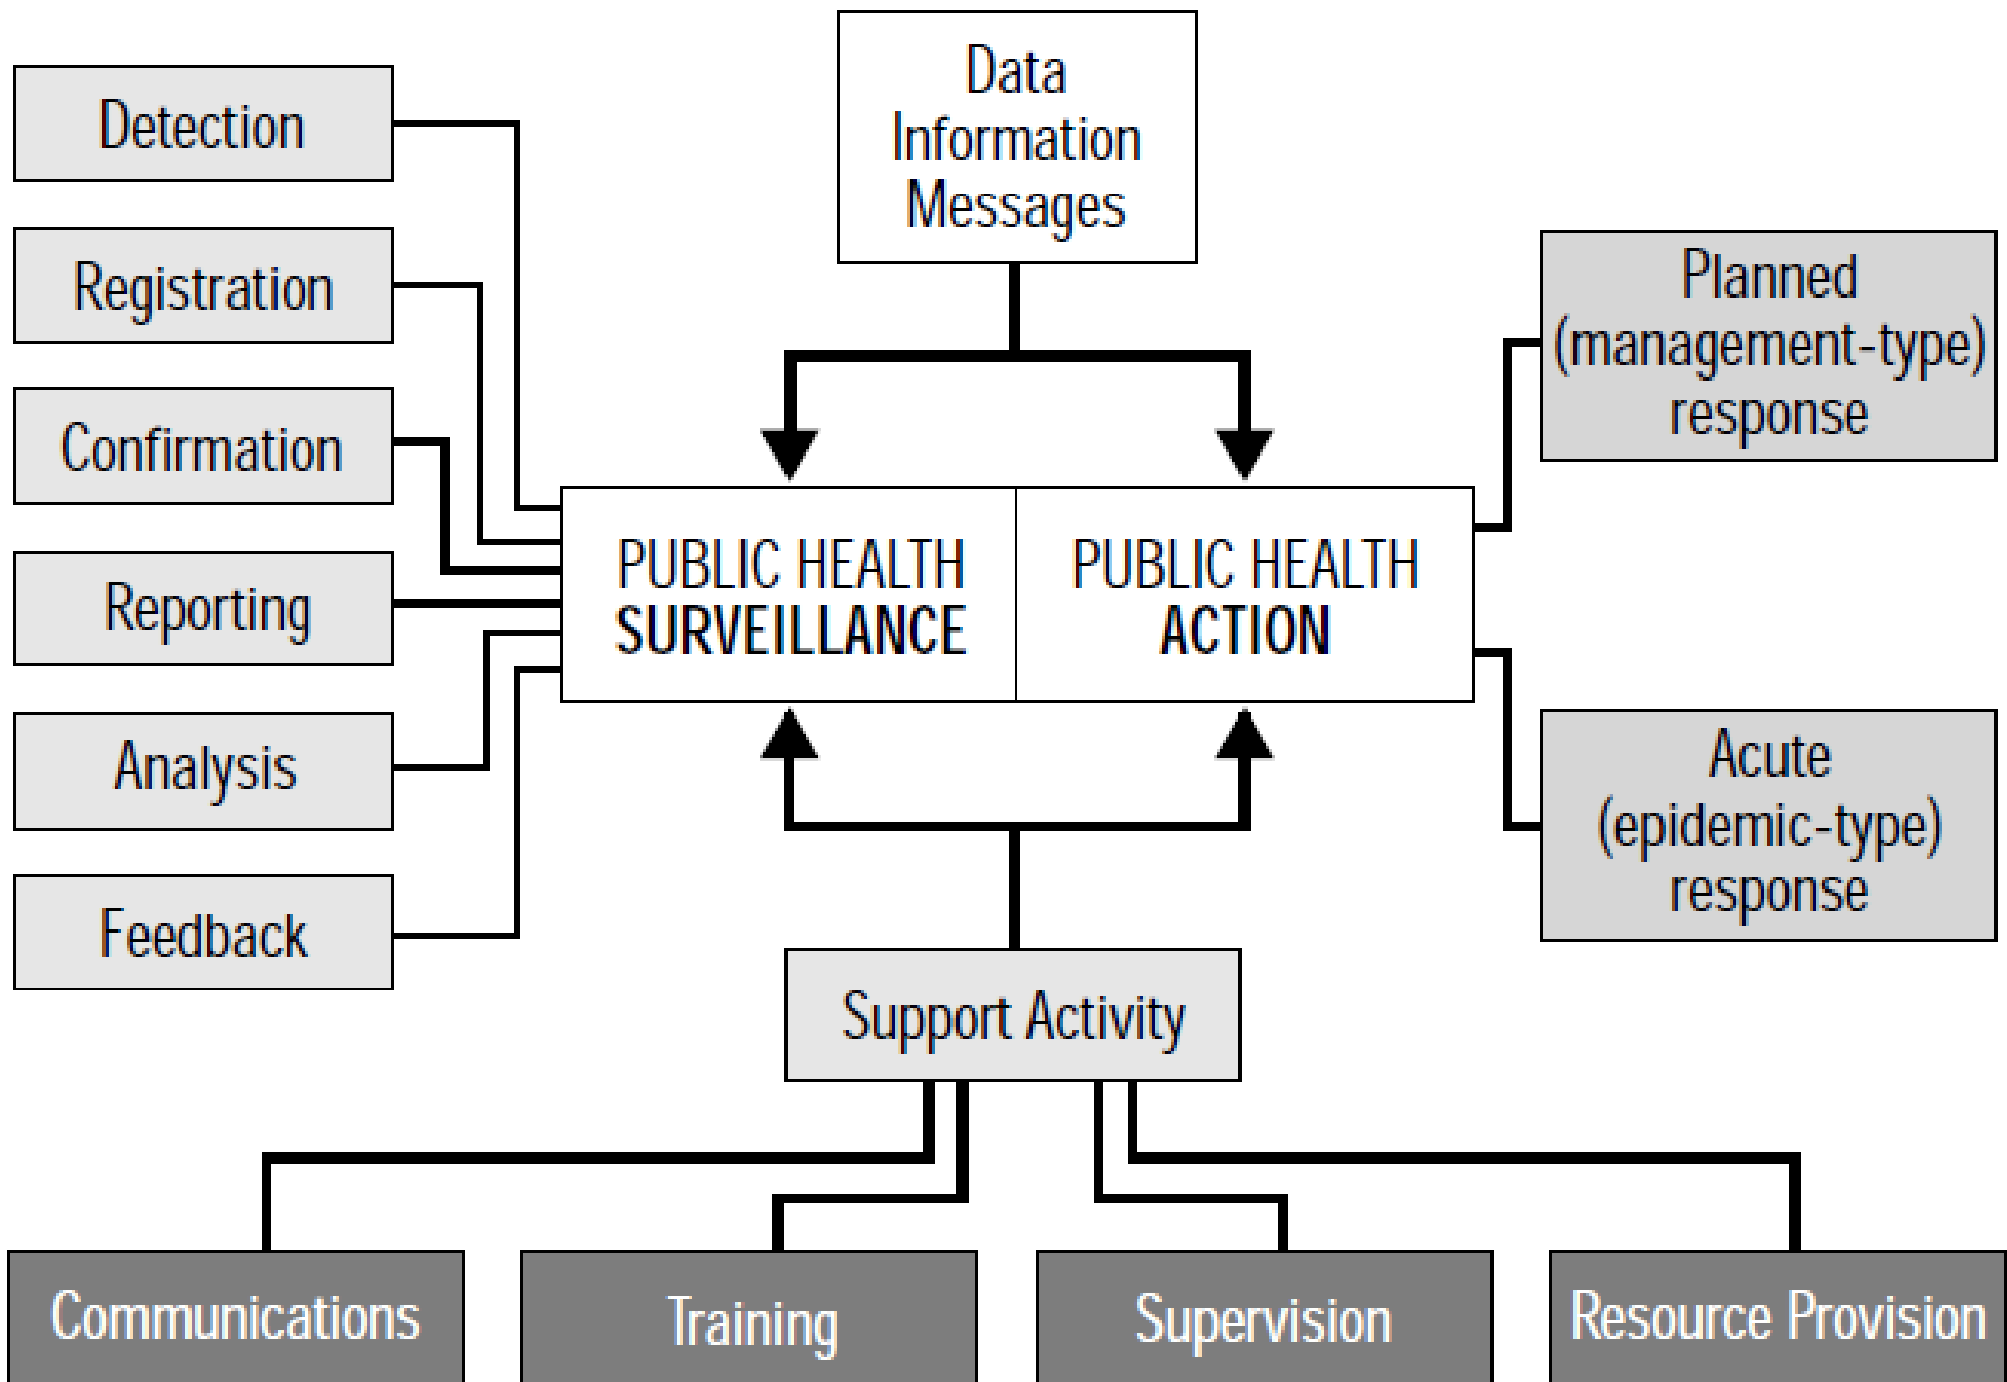 Detection
Registration
Confirmation
Reporting
Analysis
Feedback
Data
Information
Messages
PUBLIC HEALTH
SURVEILLANCE
PUBLIC HEALTH
ACTION
Planned
(management-type)
response
Acute
(epidemic-type)
response
Support Activity
Communications
Training
Supervision
Resource Provision